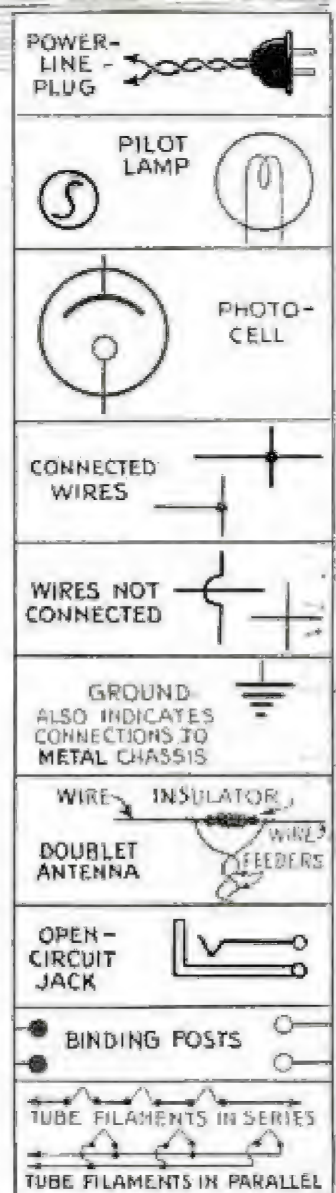 POWER-
LINE -
PLUG
PILOT
LAMP
PHOTO-
CELL
CONNECTED
WIRES
WIRES NOT
CONNECTED
GROUND
ALSO INDICATES
CONNECTIONS TO
METAL CHASSIS
WIRE
INSULATOR
WIRE
FEEDERS
DOUBLET
ANTENNA
OPEN-
CIRCUIT
JACK
BINDING POSTS
TUBE FILAMENTS IN SERIES
TUBE FILAMENTS IN PARALLEL